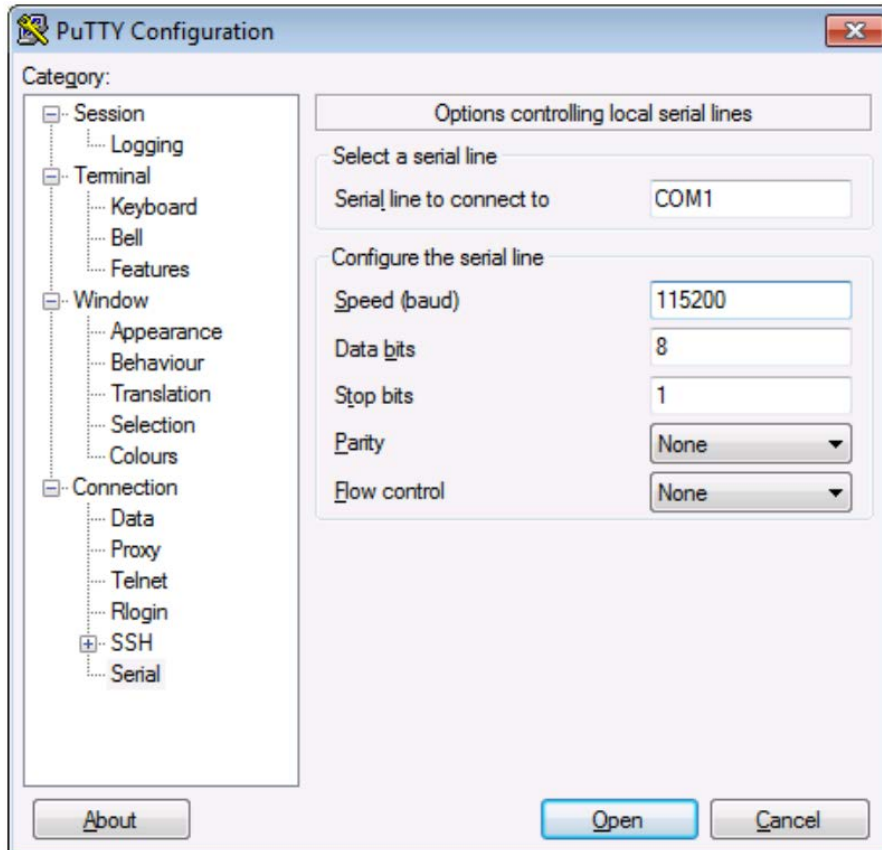 PuTTY Configuration
Category:
Session
Logging
Terminal
Keyboard
Bell
Features
Window
Appearance
Behaviour
Translation
Selection
Colours
Connection
Data
Proxy
Telnet
Rlogin
SSH
Serial
Options controlling local serial lines
Select a serial line
Serial line to connect to COM1
Configure the serial line
Speed (baud) 115200
Data bits 8
Stop bits 1
Parity None
Flow control None
About Open Cancel